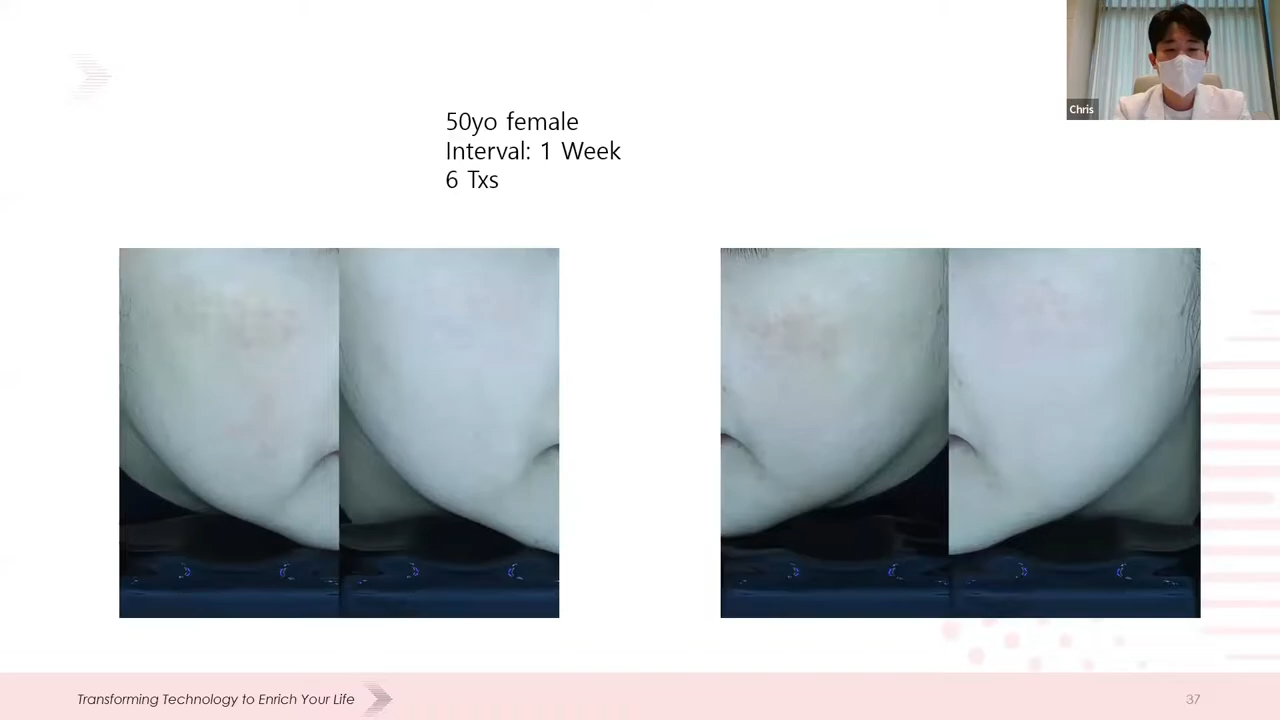 Chris
50yo female
Interval: 1 Week
6 Txs
Transforming Technology to Enrich Your Life
37